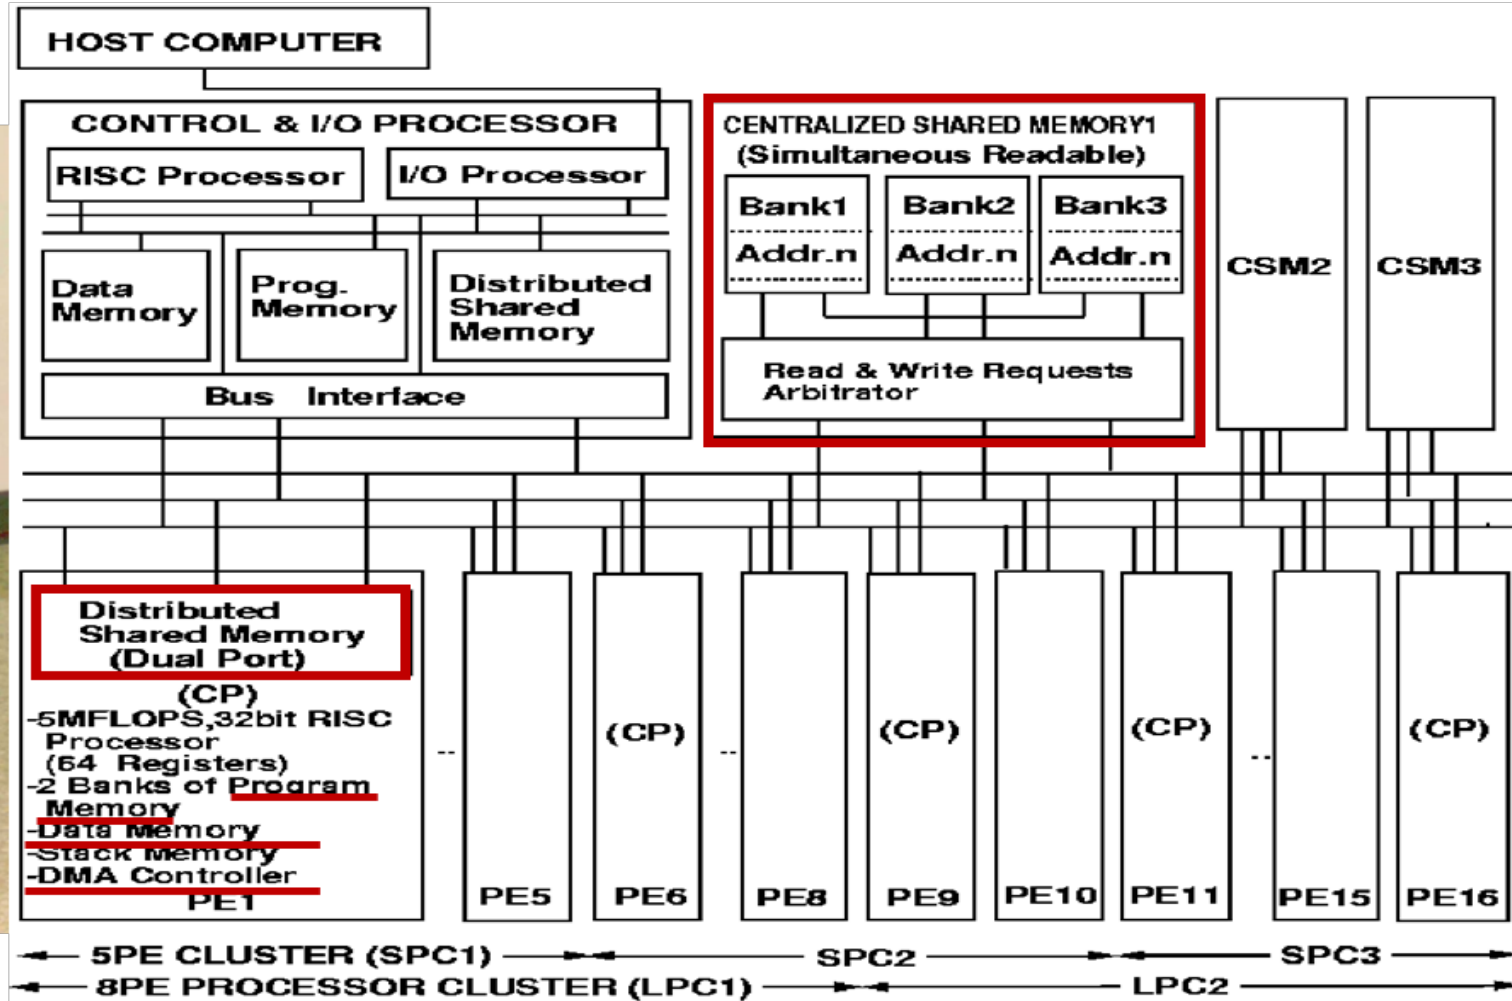 HOST COMPUTER
CONTROL & I/O PROCESSOR
RISC Processor
I/O Processor
Data
Memory
Prog.
Memory
Distributed
Shared
Memory
Bus Interface
CENTRALIZED SHARED MEMORY1
(Simultaneous Readable)
Bank1
Addr.n
Bank2
Addr.n
Bank3
Addr.n
Read & Write Requests
Arbitrator
CSM2
CSM3
Distributed
Shared Memory
(Dual Port)
(CP)
-5MFLOPS,32bit RISC
Processor
(64 Registers)
-2 Banks of Program
Memory
-Data Memory
-Stack Memory
-DMA Controller
PE1
..
PE5
(CP)
PE6
..
PE8
(CP)
PE9
PE10
(CP)
PE11
..
PE15
(CP)
PE16
5PE CLUSTER (SPC1)
SPC2
SPC3
8PE PROCESSOR CLUSTER (LPC1)
LPC2